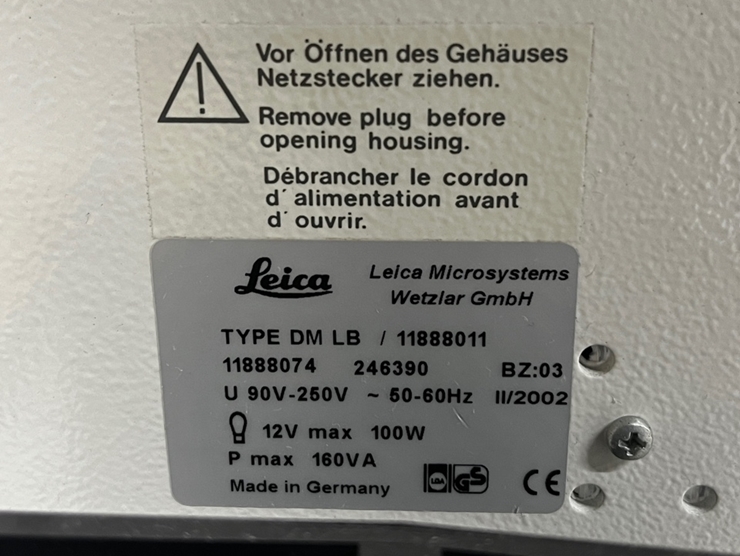 Vor Öffnen des Gehäuses
Netzstecker ziehen.
Remove plug before
opening housing.
Débrancher le cordon
d´alimentation avant
d´ouvrir.
Leica
Leica Microsystems
Wetzlar GmbH
TYPE DM LB / 11888011
11888074 246390 BZ:03
U 90V-250V ~ 50-60Hz II/2002
12V max 100W
P max 160VA
Made in Germany LGA GS CE